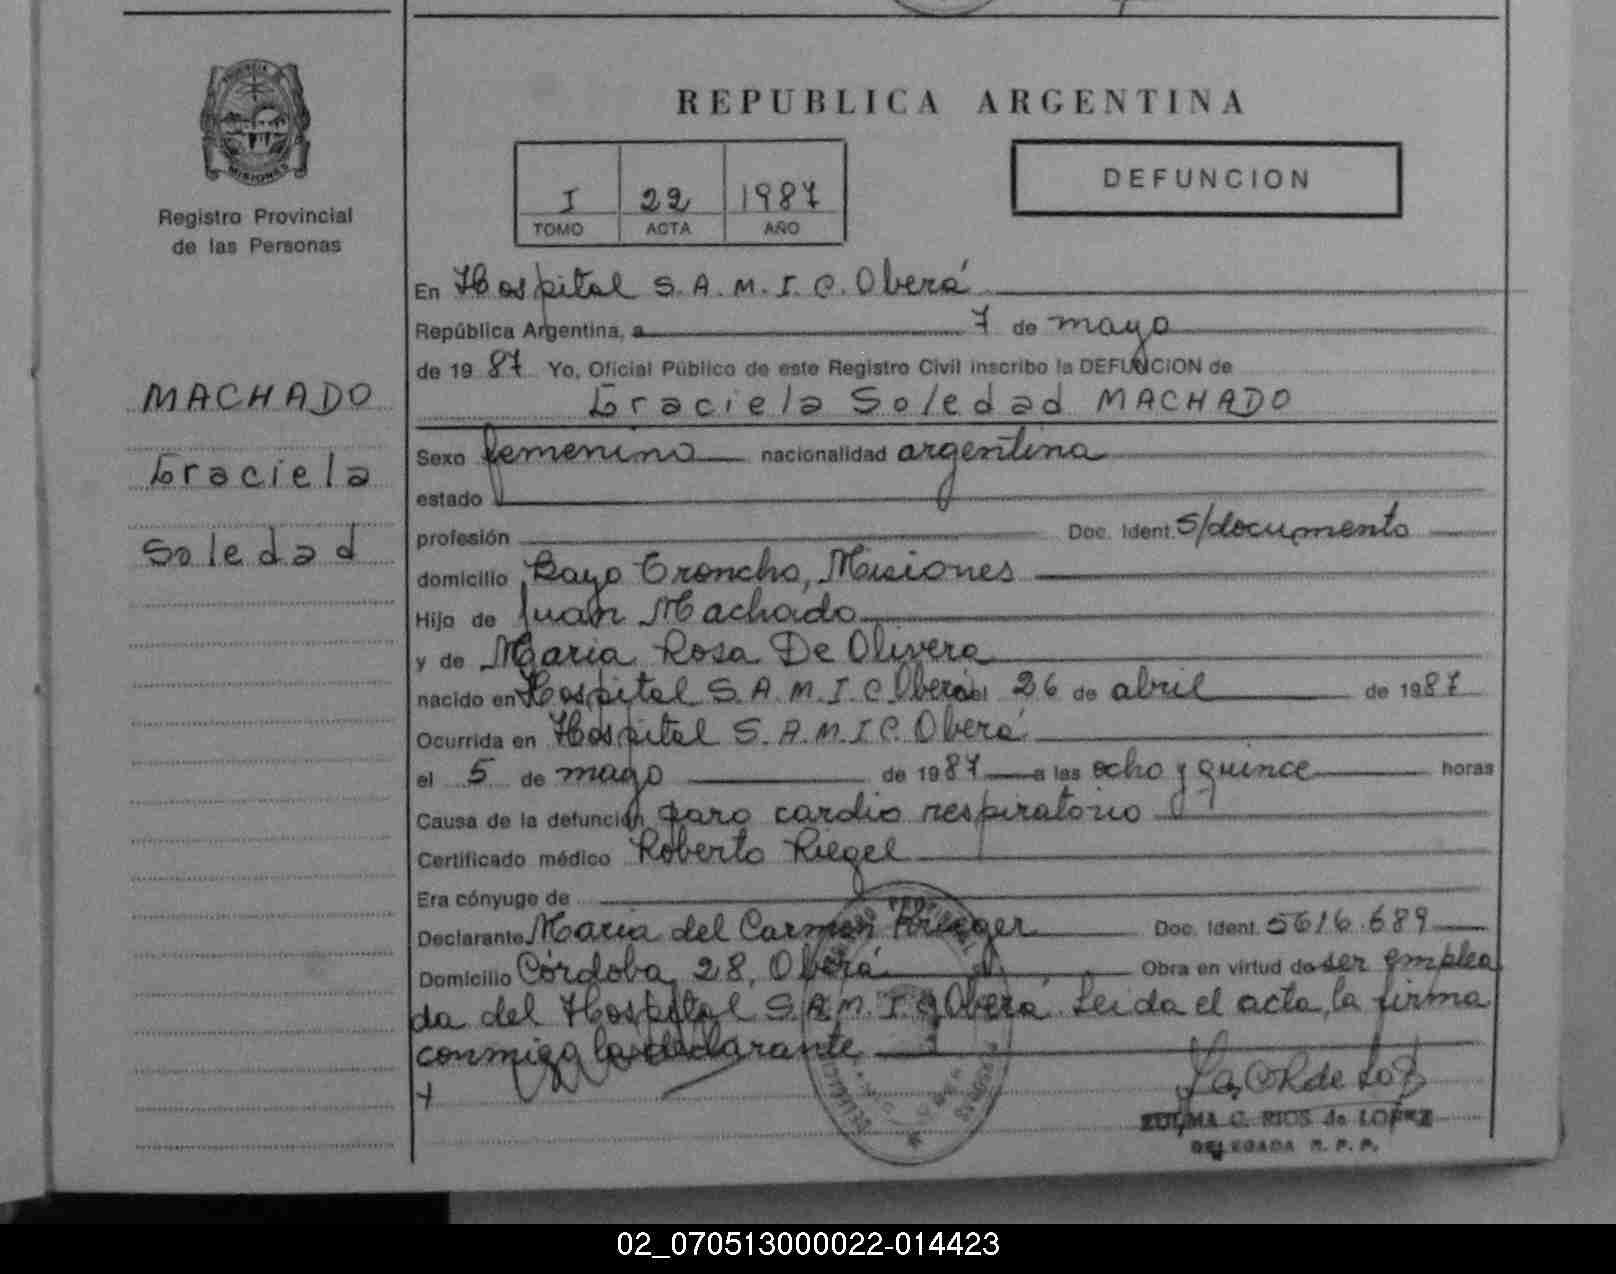 REPUBLICA ARGENTINA
PROVINCIA
MISIONES
Registro Provincial
de las Personas
I 22 1987
TOMO ACTA AÑO
DEFUNCION
MACHADO
Graciela
Soledad
En Hospital S.A.M.I.C. Oberá
República Argentina, a 7 de mayo
de 19 87 Yo, Oficial Público de este Registro Civil inscribo la DEFUNCION de
Graciela Soledad MACHADO
Sexo femenino nacionalidad argentina
estado
profesión Doc. Ident. S/documento
domicilio Bayo Troncho, Misiones
Hijo de Juan Machado
y de Maria Rosa De Olivera
nacido en Hospital S.A.M.I.C. Oberá el 26 de abril de 1987
Ocurrida en Hospital S.A.M.I.C. Oberá
el 5 de mayo de 1987 a las ocho y quince horas
Causa de la defunción paro cardio respiratorio
Certificado médico Roberto Riegel
Era cónyuge de
Declarante Maria del Carmen Krieger Doc. Ident. 5616.689
Domicilio Córdoba 28, Oberá Obra en virtud de ser emplea
da del Hospital S.A.M.I.C. Oberá. Leida el acta, la firma
conmigo la declarante
ZULMA C. RIOS de LOPEZ
DELEGADA R. P. P.
02_070513000022-014423